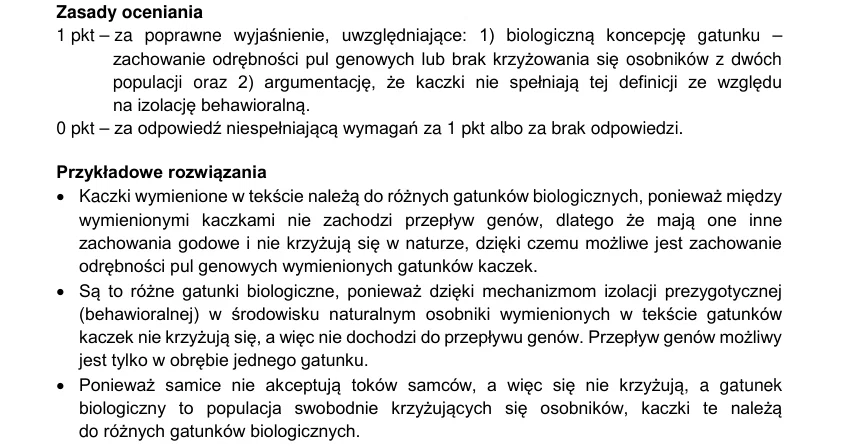 Zasady oceniania
1 pkt – za poprawne wyjaśnienie, uwzględniające: 1) biologiczną koncepcję gatunku –
zachowanie odrębności pul genowych lub brak krzyżowania się osobników z dwóch
populacji oraz 2) argumentację, że kaczki nie spełniają tej definicji ze względu
na izolację behawioralną.
0 pkt – za odpowiedź niespełniającą wymagań za 1 pkt albo za brak odpowiedzi.
Przykładowe rozwiązania
• Kaczki wymienione w tekście należą do różnych gatunków biologicznych, ponieważ między
wymienionymi kaczkami nie zachodzi przepływ genów, dlatego że mają one inne
zachowania godowe i nie krzyżują się w naturze, dzięki czemu możliwe jest zachowanie
odrębności pul genowych wymienionych gatunków kaczek.
• Są to różne gatunki biologiczne, ponieważ dzięki mechanizmom izolacji prezygotycznej
(behawioralnej) w środowisku naturalnym osobniki wymienionych w tekście gatunków
kaczek nie krzyżują się, a więc nie dochodzi do przepływu genów. Przepływ genów możliwy
jest tylko w obrębie jednego gatunku.
• Ponieważ samice nie akceptują toków samców, a więc się nie krzyżują, a gatunek
biologiczny to populacja swobodnie krzyżujących się osobników, kaczki te należą
do różnych gatunków biologicznych.